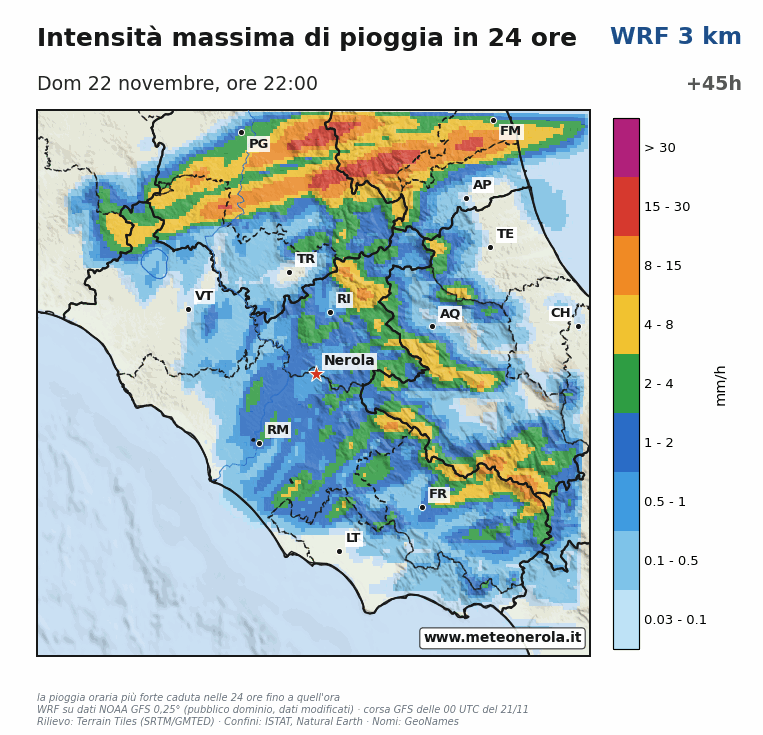 Intensità massima di pioggia in 24 ore
WRF 3 km
Dom 22 novembre, ore 22:00
+45h
PG
FM
AP
TE
TR
VT
RI
AQ
CH
Nerola
RM
FR
LT
www.meteonerola.it
> 30
15 - 30
8 - 15
4 - 8
2 - 4
1 - 2
0.5 - 1
0.1 - 0.5
0.03 - 0.1
mm/h
la pioggia oraria più forte caduta nelle 24 ore fino a quell'ora
WRF su dati NOAA GFS 0,25° (pubblico dominio, dati modificati) · corsa GFS delle 00 UTC del 21/11
Rilievo: Terrain Tiles (SRTM/GMTED) · Confini: ISTAT, Natural Earth · Nomi: GeoNames